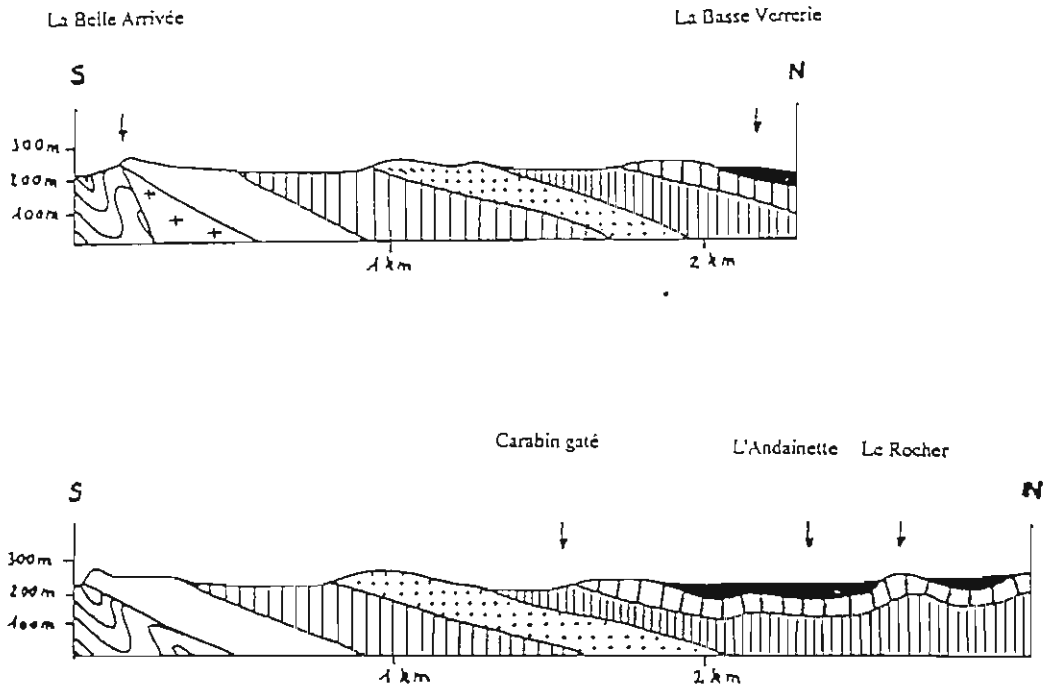 La Belle Arrivée
La Basse Verrerie
S
N
300m
200m
100m
1 km
2 km
Carabin gaté
L'Andainette
Le Rocher
S
N
300m
200m
100m
1 km
2 km